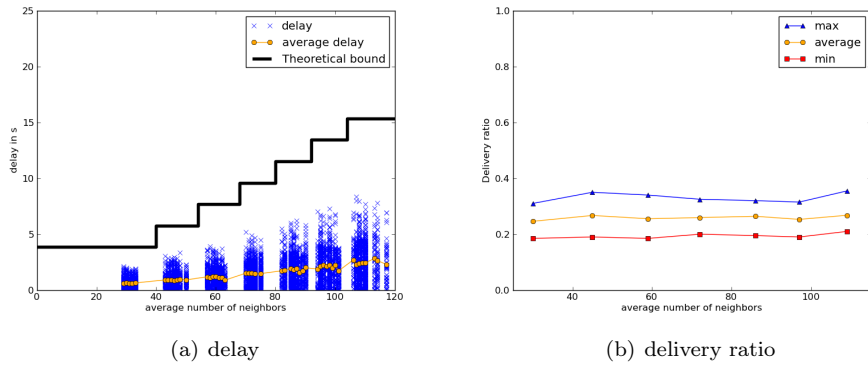 25
20
15
10
5
0
delay in s
delay
average delay
Theoretical bound
0 20 40 60 80 100 120
average number of neighbors
(a) delay
1.0
0.8
0.6
0.4
0.2
0.0
Delivery ratio
max
average
min
40 60 80 100
average number of neighbors
(b) delivery ratio